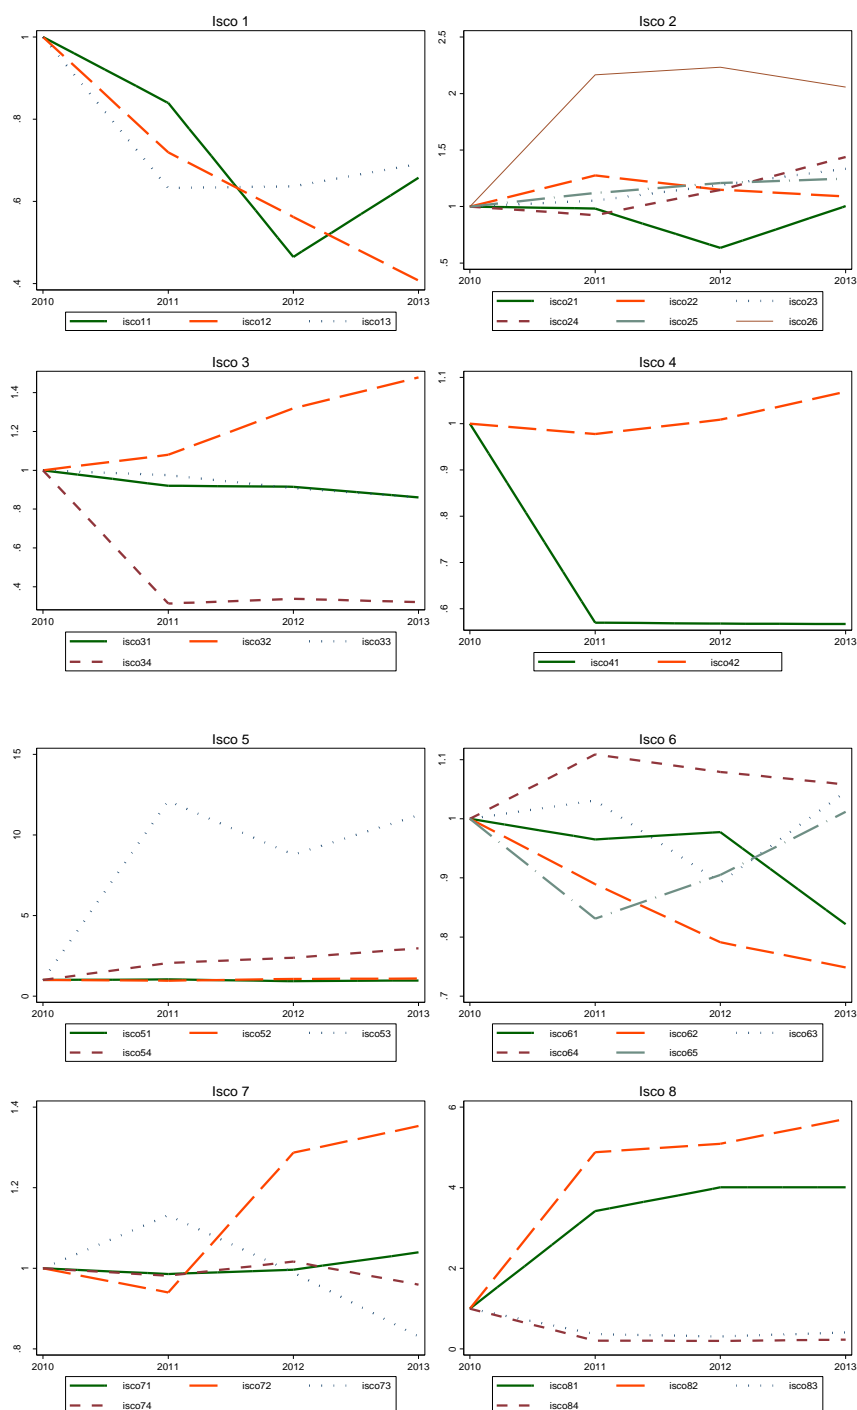 Isco 1
1
.8
.6
.4
2010 2011 2012 2013
isco11 isco12 isco13
Isco 2
2.5
2
1.5
1
.5
2010 2011 2012 2013
isco21 isco22 isco23
isco24 isco25 isco26
Isco 3
1.4
1.2
1
.8
.6
.4
2010 2011 2012 2013
isco31 isco32 isco33
isco34
Isco 4
1.1
1
.9
.8
.7
.6
2010 2011 2012 2013
isco41 isco42
Isco 5
15
10
5
0
2010 2011 2012 2013
isco51 isco52 isco53
isco54
Isco 6
1.1
1
.9
.8
.7
2010 2011 2012 2013
isco61 isco62 isco63
isco64 isco65
Isco 7
1.4
1.2
1
.8
2010 2011 2012 2013
isco71 isco72 isco73
isco74
Isco 8
6
4
2
0
2010 2011 2012 2013
isco81 isco82 isco83
isco84